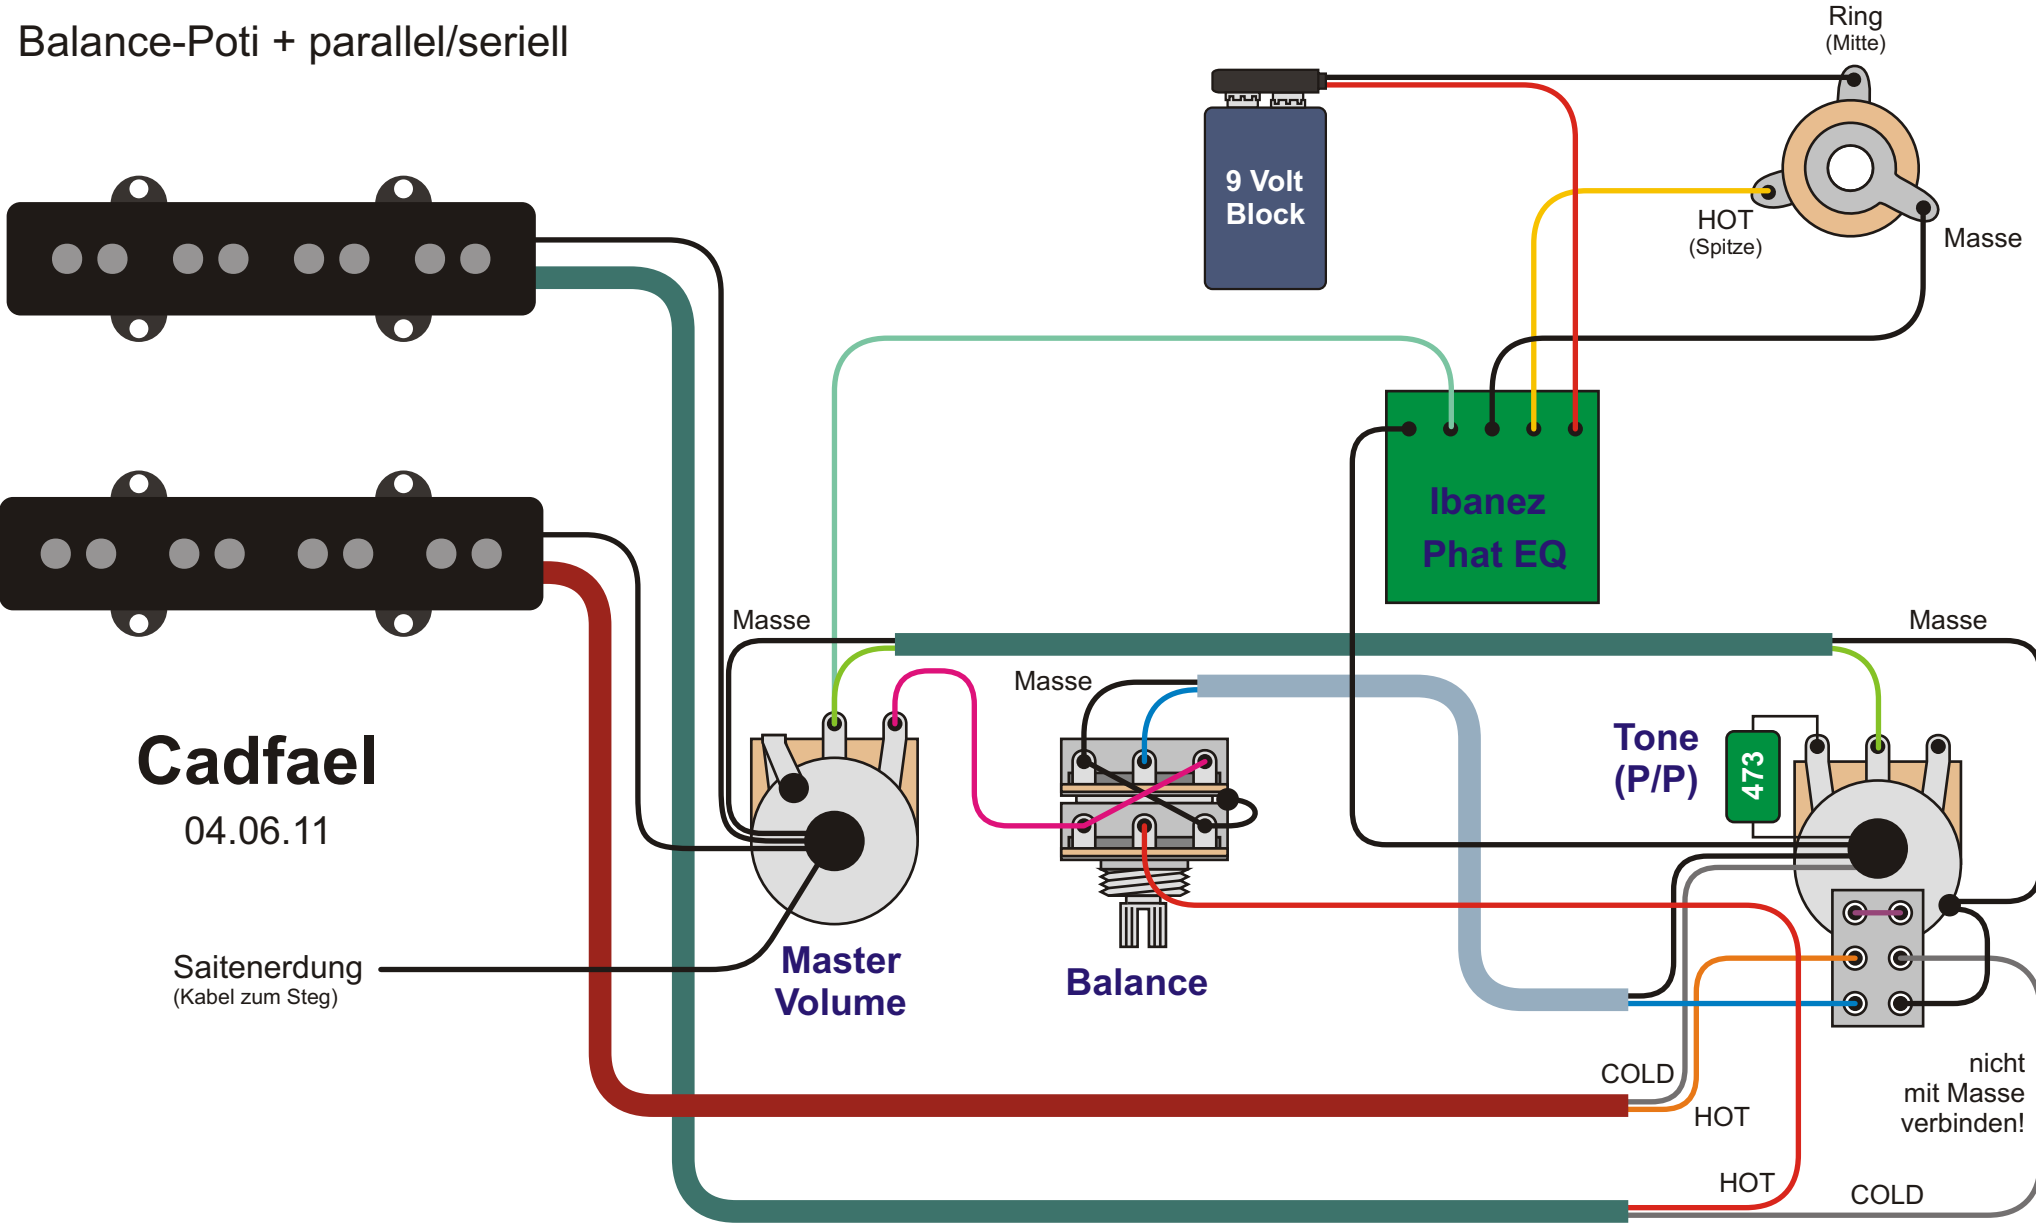 Balance-Poti + parallel/seriell
Ring
(Mitte)
9 Volt
Block
HOT
(Spitze)
Masse
Ibanez
Phat EQ
Masse
Masse
Masse
Cadfael
04.06.11
Tone
(P/P)
473
Saitenerdung
(Kabel zum Steg)
Master
Volume
Balance
COLD
HOT
nicht
mit Masse
verbinden!
HOT
COLD